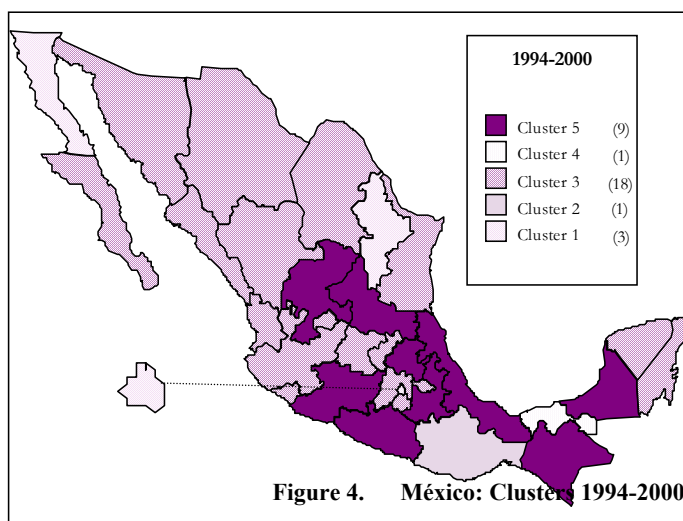 1994-2000
Cluster 5 (9)
Cluster 4 (1)
Cluster 3 (18)
Cluster 2 (1)
Cluster 1 (3)
Figure 4. México: Clusters 1994-2000